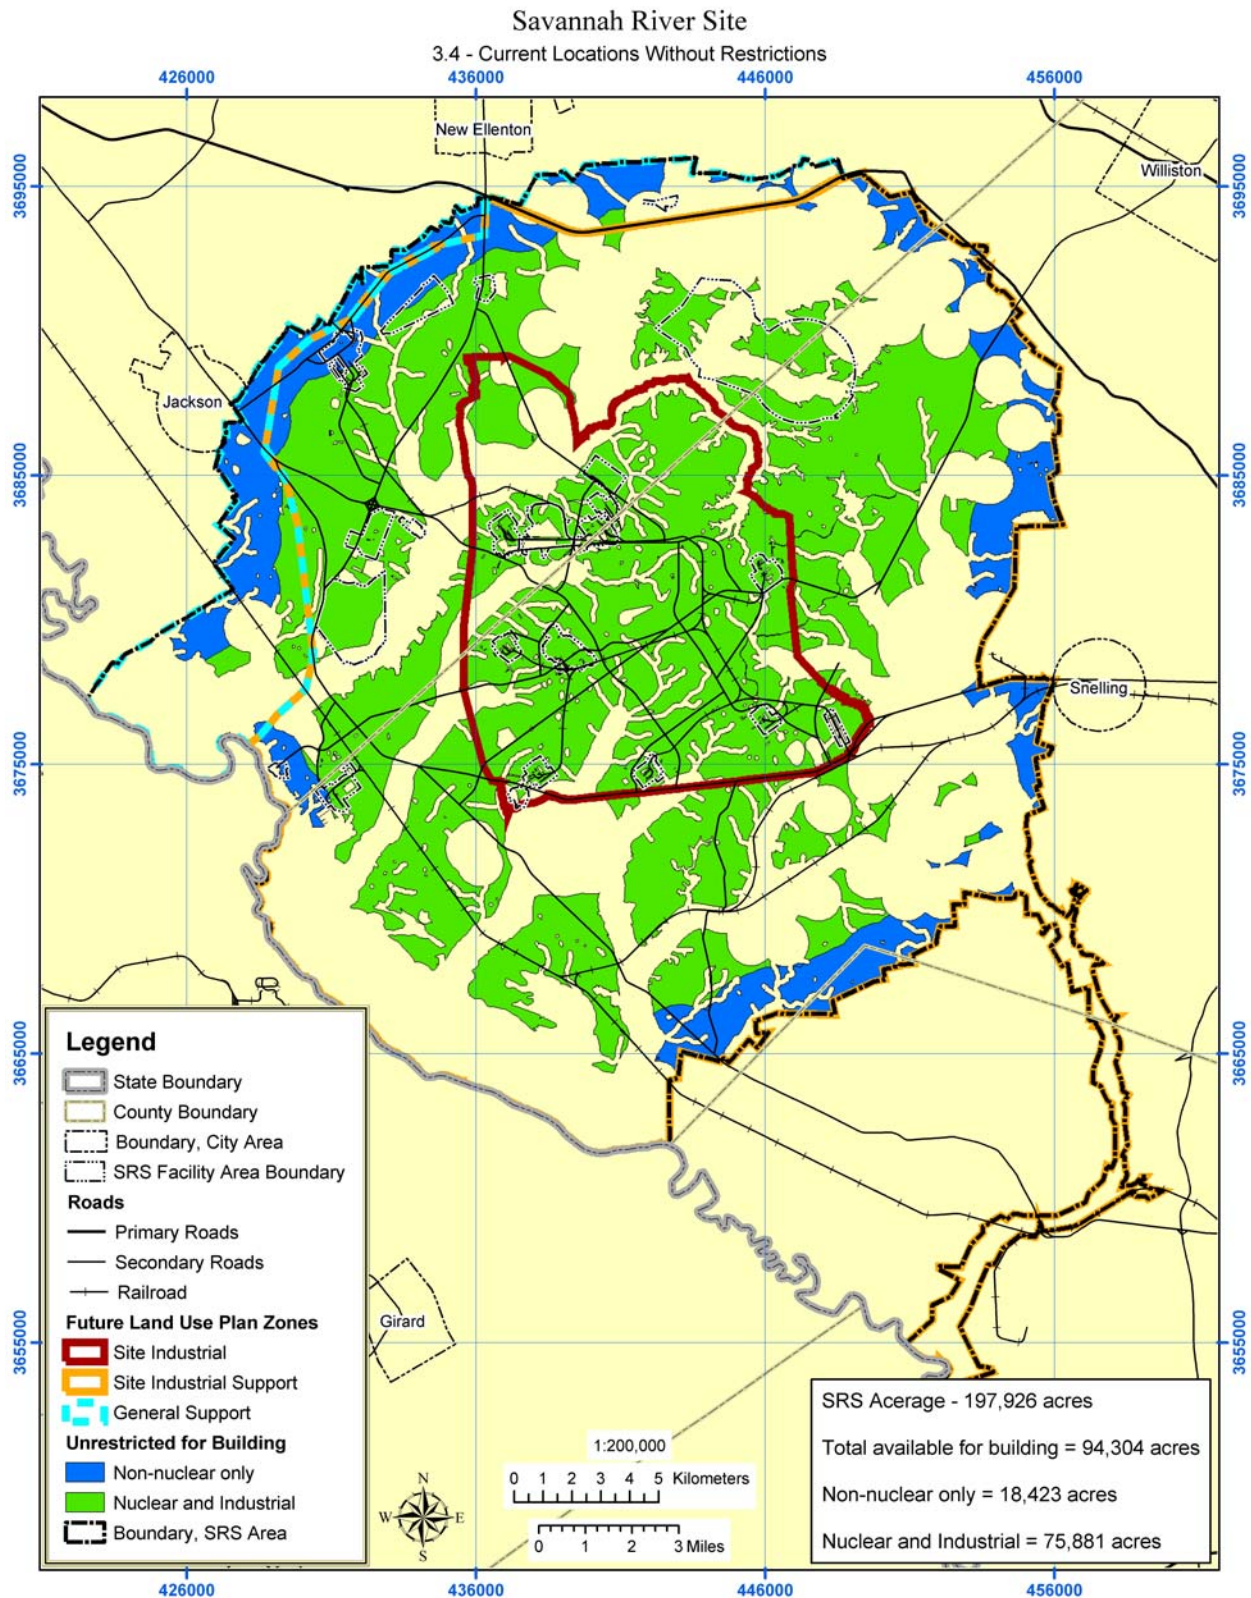 Savannah River Site
3.4 - Current Locations Without Restrictions
426000 436000 446000 456000
New Ellenton
3695000 3695000
Williston
Jackson
3685000 3685000
Snelling
3675000 3675000
3665000 3665000
Legend
State Boundary
County Boundary
Boundary, City Area
SRS Facility Area Boundary
Roads
Primary Roads
Secondary Roads
Railroad
Future Land Use Plan Zones
Site Industrial
Site Industrial Support
General Support
Unrestricted for Building
Non-nuclear only
Nuclear and Industrial
Boundary, SRS Area
Girard
3655000 3655000
1:200,000
0 1 2 3 4 5 Kilometers
0 1 2 3 Miles
N
W E
S
SRS Acerage - 197,926 acres
Total available for building = 94,304 acres
Non-nuclear only = 18,423 acres
Nuclear and Industrial = 75,881 acres
426000 436000 446000 456000